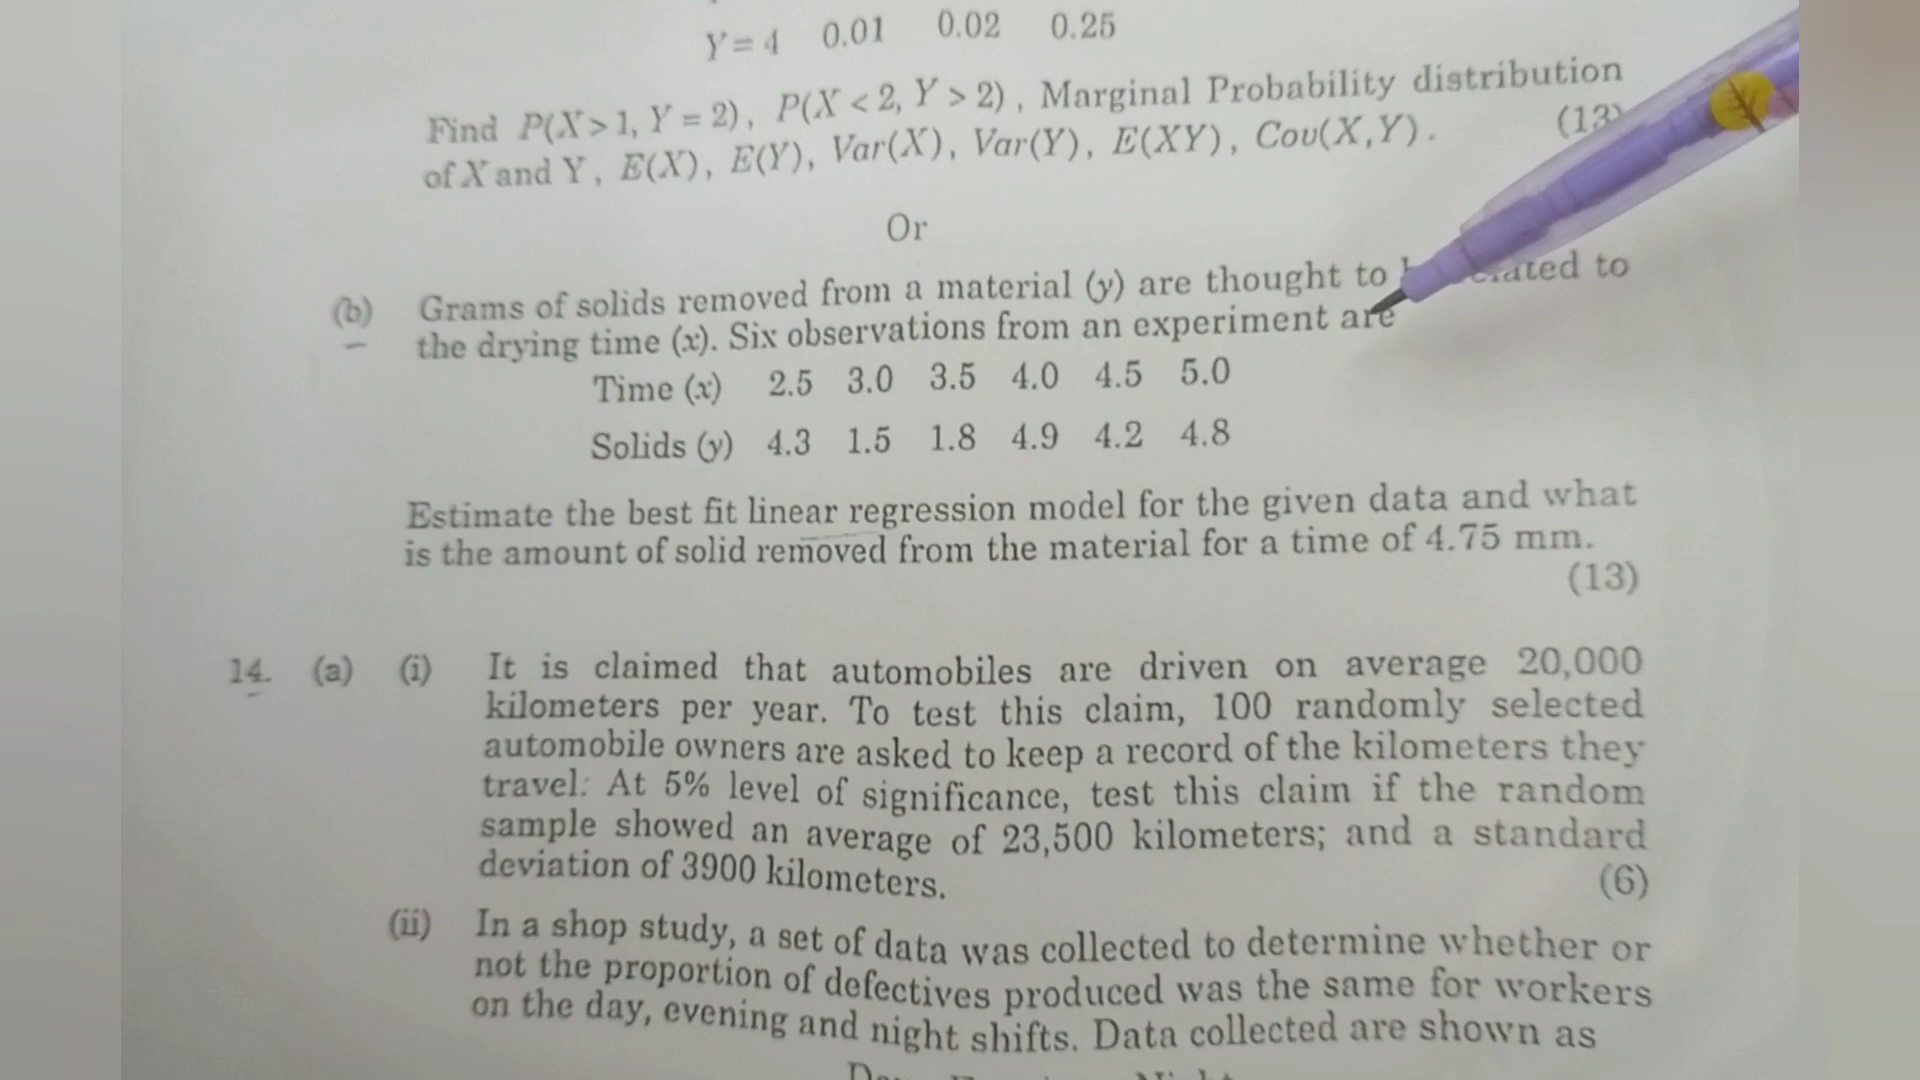 Y = 4 0.01 0.02 0.25
Find P(X > 1, Y = 2), P(X < 2, Y > 2), Marginal Probability distribution
of X and Y, E(X), E(Y), Var(X), Var(Y), E(XY), Cov(X,Y). (13)
Or
(b) Grams of solids removed from a material (y) are thought to to
the drying time (x). Six observations from an experiment are
Time (x) 2.5 3.0 3.5 4.0 4.5 5.0
Solids (y) 4.3 1.5 1.8 4.9 4.2 4.8
Estimate the best fit linear regression model for the given data and what
is the amount of solid removed from the material for a time of 4.75 mm.
(13)
14. (a) (i) It is claimed that automobiles are driven on average 20,000
kilometers per year. To test this claim, 100 randomly selected
automobile owners are asked to keep a record of the kilometers they
travel. At 5% level of significance, test this claim if the random
sample showed an average of 23,500 kilometers; and a standard
deviation of 3900 kilometers. (6)
(ii) In a shop study, a set of data was collected to determine whether or
not the proportion of defectives produced was the same for workers
on the day, evening and night shifts. Data collected are shown as